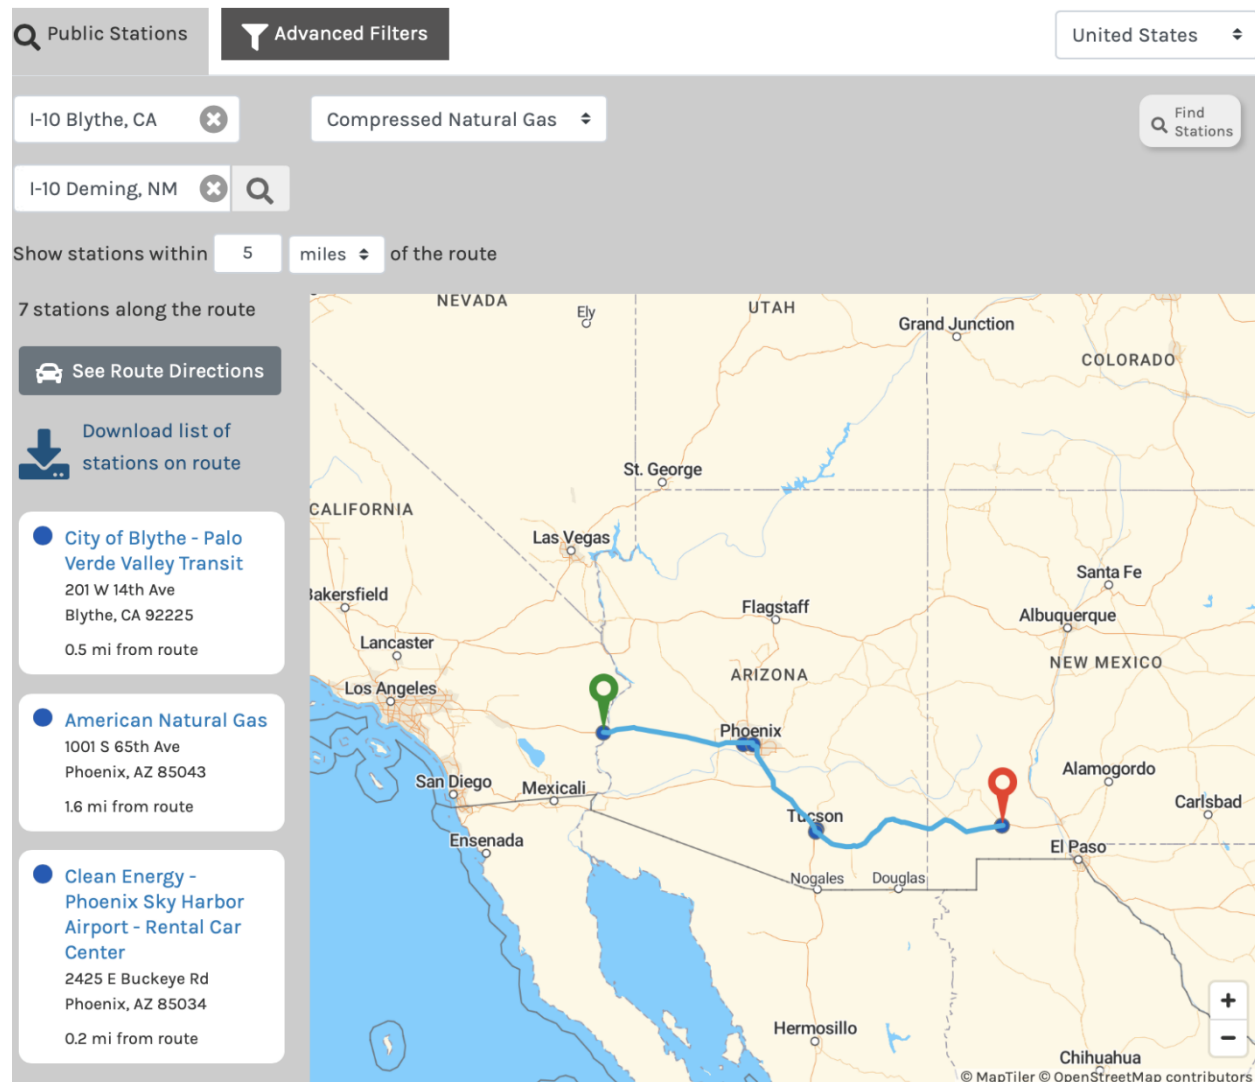 Public Stations
Advanced Filters
United States
I-10 Blythe, CA
Compressed Natural Gas
Find
Stations
I-10 Deming, NM
Show stations within 5 miles of the route
7 stations along the route
See Route Directions
Download list of
stations on route
City of Blythe - Palo
Verde Valley Transit
201 W 14th Ave
Blythe, CA 92225
0.5 mi from route
American Natural Gas
1001 S 65th Ave
Phoenix, AZ 85043
1.6 mi from route
Clean Energy -
Phoenix Sky Harbor
Airport - Rental Car
Center
2425 E Buckeye Rd
Phoenix, AZ 85034
0.2 mi from route
NEVADA
Ely
UTAH
Grand Junction
COLORADO
St. George
CALIFORNIA
Las Vegas
Santa Fe
Bakersfield
Flagstaff
Albuquerque
Lancaster
NEW MEXICO
ARIZONA
Los Angeles
Phoenix
Alamogordo
San Diego
Mexicali
Carlsbad
Tucson
Ensenada
El Paso
Nogales
Douglas
Hermosillo
Chihuahua
+
−
© MapTiler © OpenStreetMap contributors